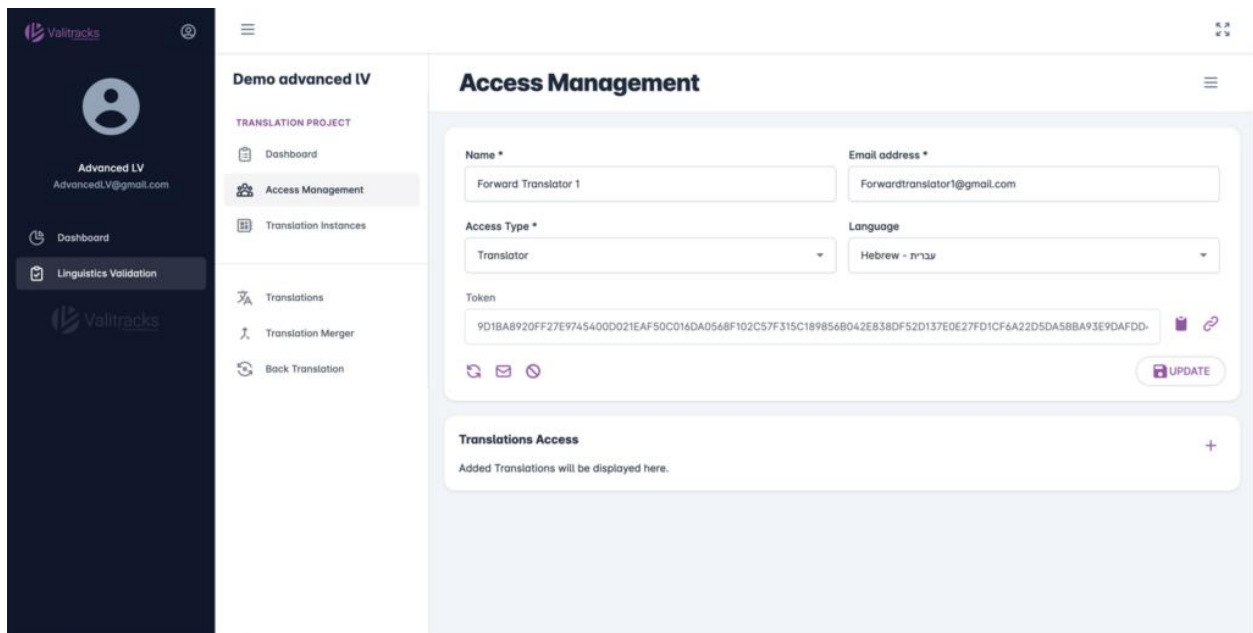 Valitracks
Advanced LV
AdvancedLV@gmail.com
Dashboard
Linguistics Validation
Valitracks
Demo advanced lV
TRANSLATION PROJECT
Dashboard
Access Management
Translation Instances
Translations
Translation Merger
Back Translation
Access Management
Name *
Email address *
Forward Translator 1
Forwardtranslator1@gmail.com
Access Type *
Language
Translator
Hebrew - עברית
Token
9D1BA8920FF27E9745400D021EAF50C016DA0568F102C57F315C189856B042E838DF52D137E0E27FD1CF6A22D5DA5BBA93E9DAFDD
UPDATE
Translations Access
Added Translations will be displayed here.